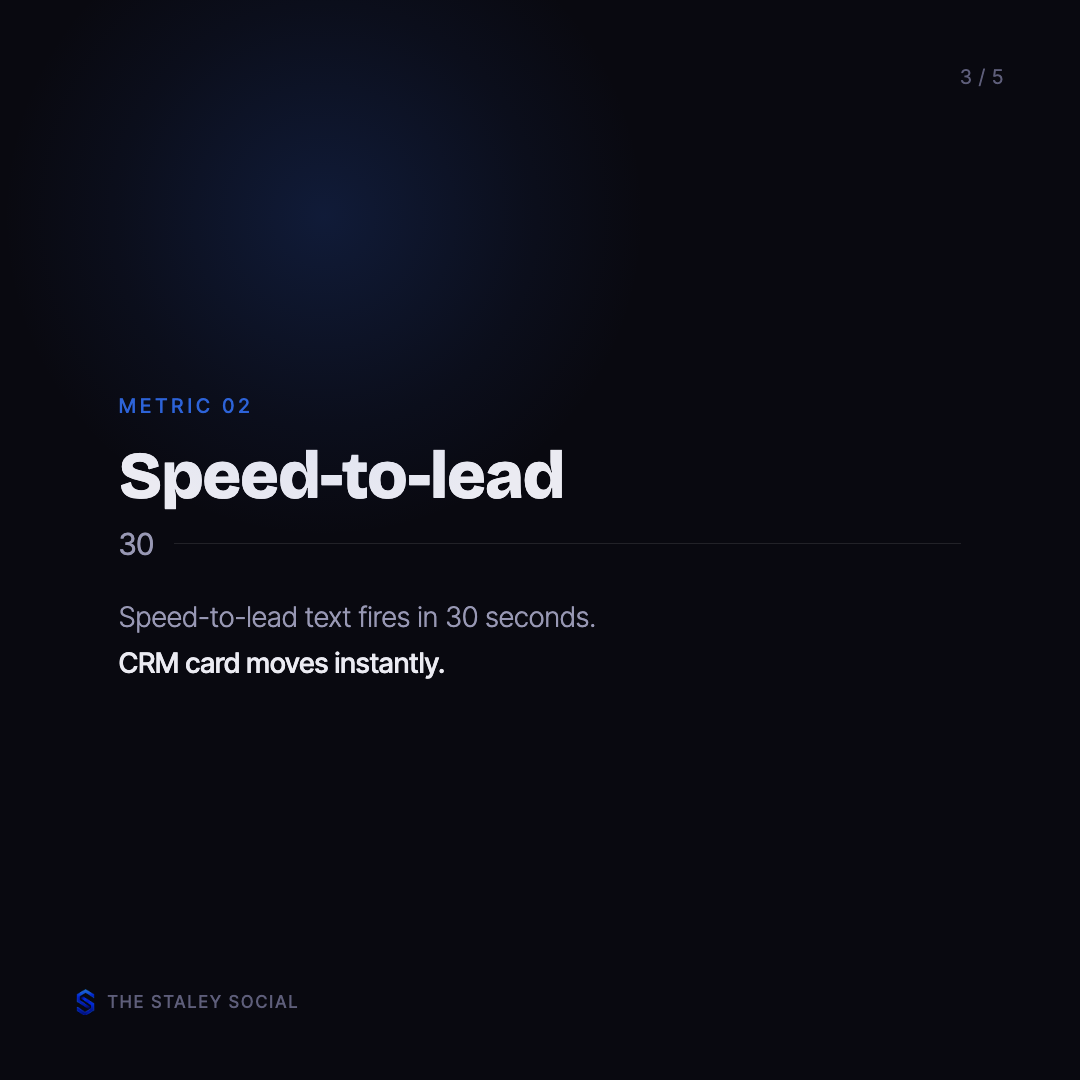 3 / 5
METRIC 02
Speed-to-lead
30
Speed-to-lead text fires in 30 seconds.
CRM card moves instantly.
THE STALEY SOCIAL